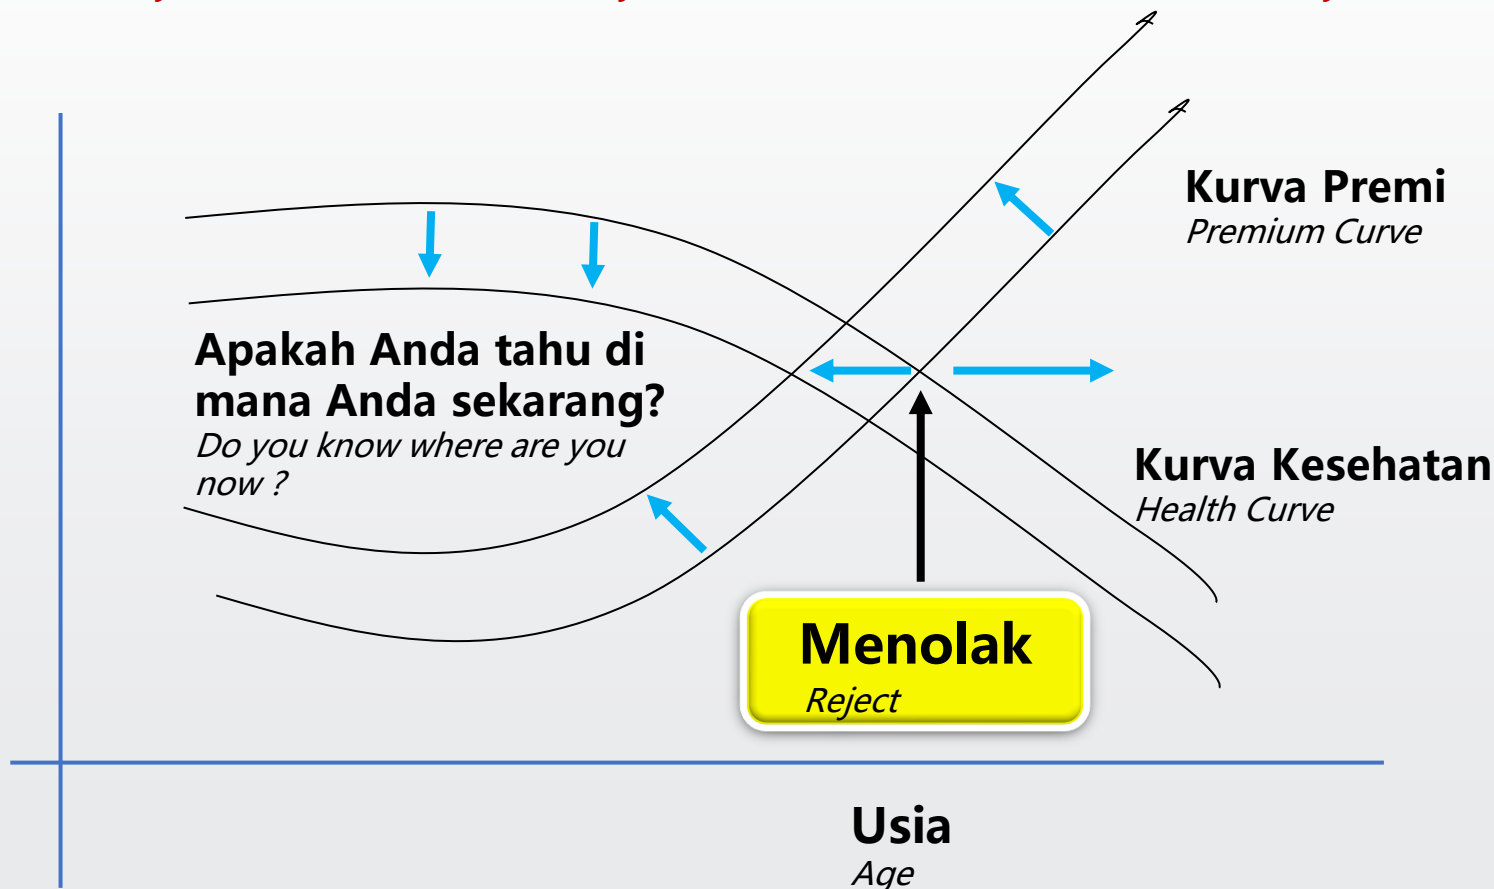 Kurva Premi
Premium Curve
Apakah Anda tahu di
mana Anda sekarang?
Do you know where are you
now ?
Kurva Kesehatan
Health Curve
Menolak
Reject
Usia
Age